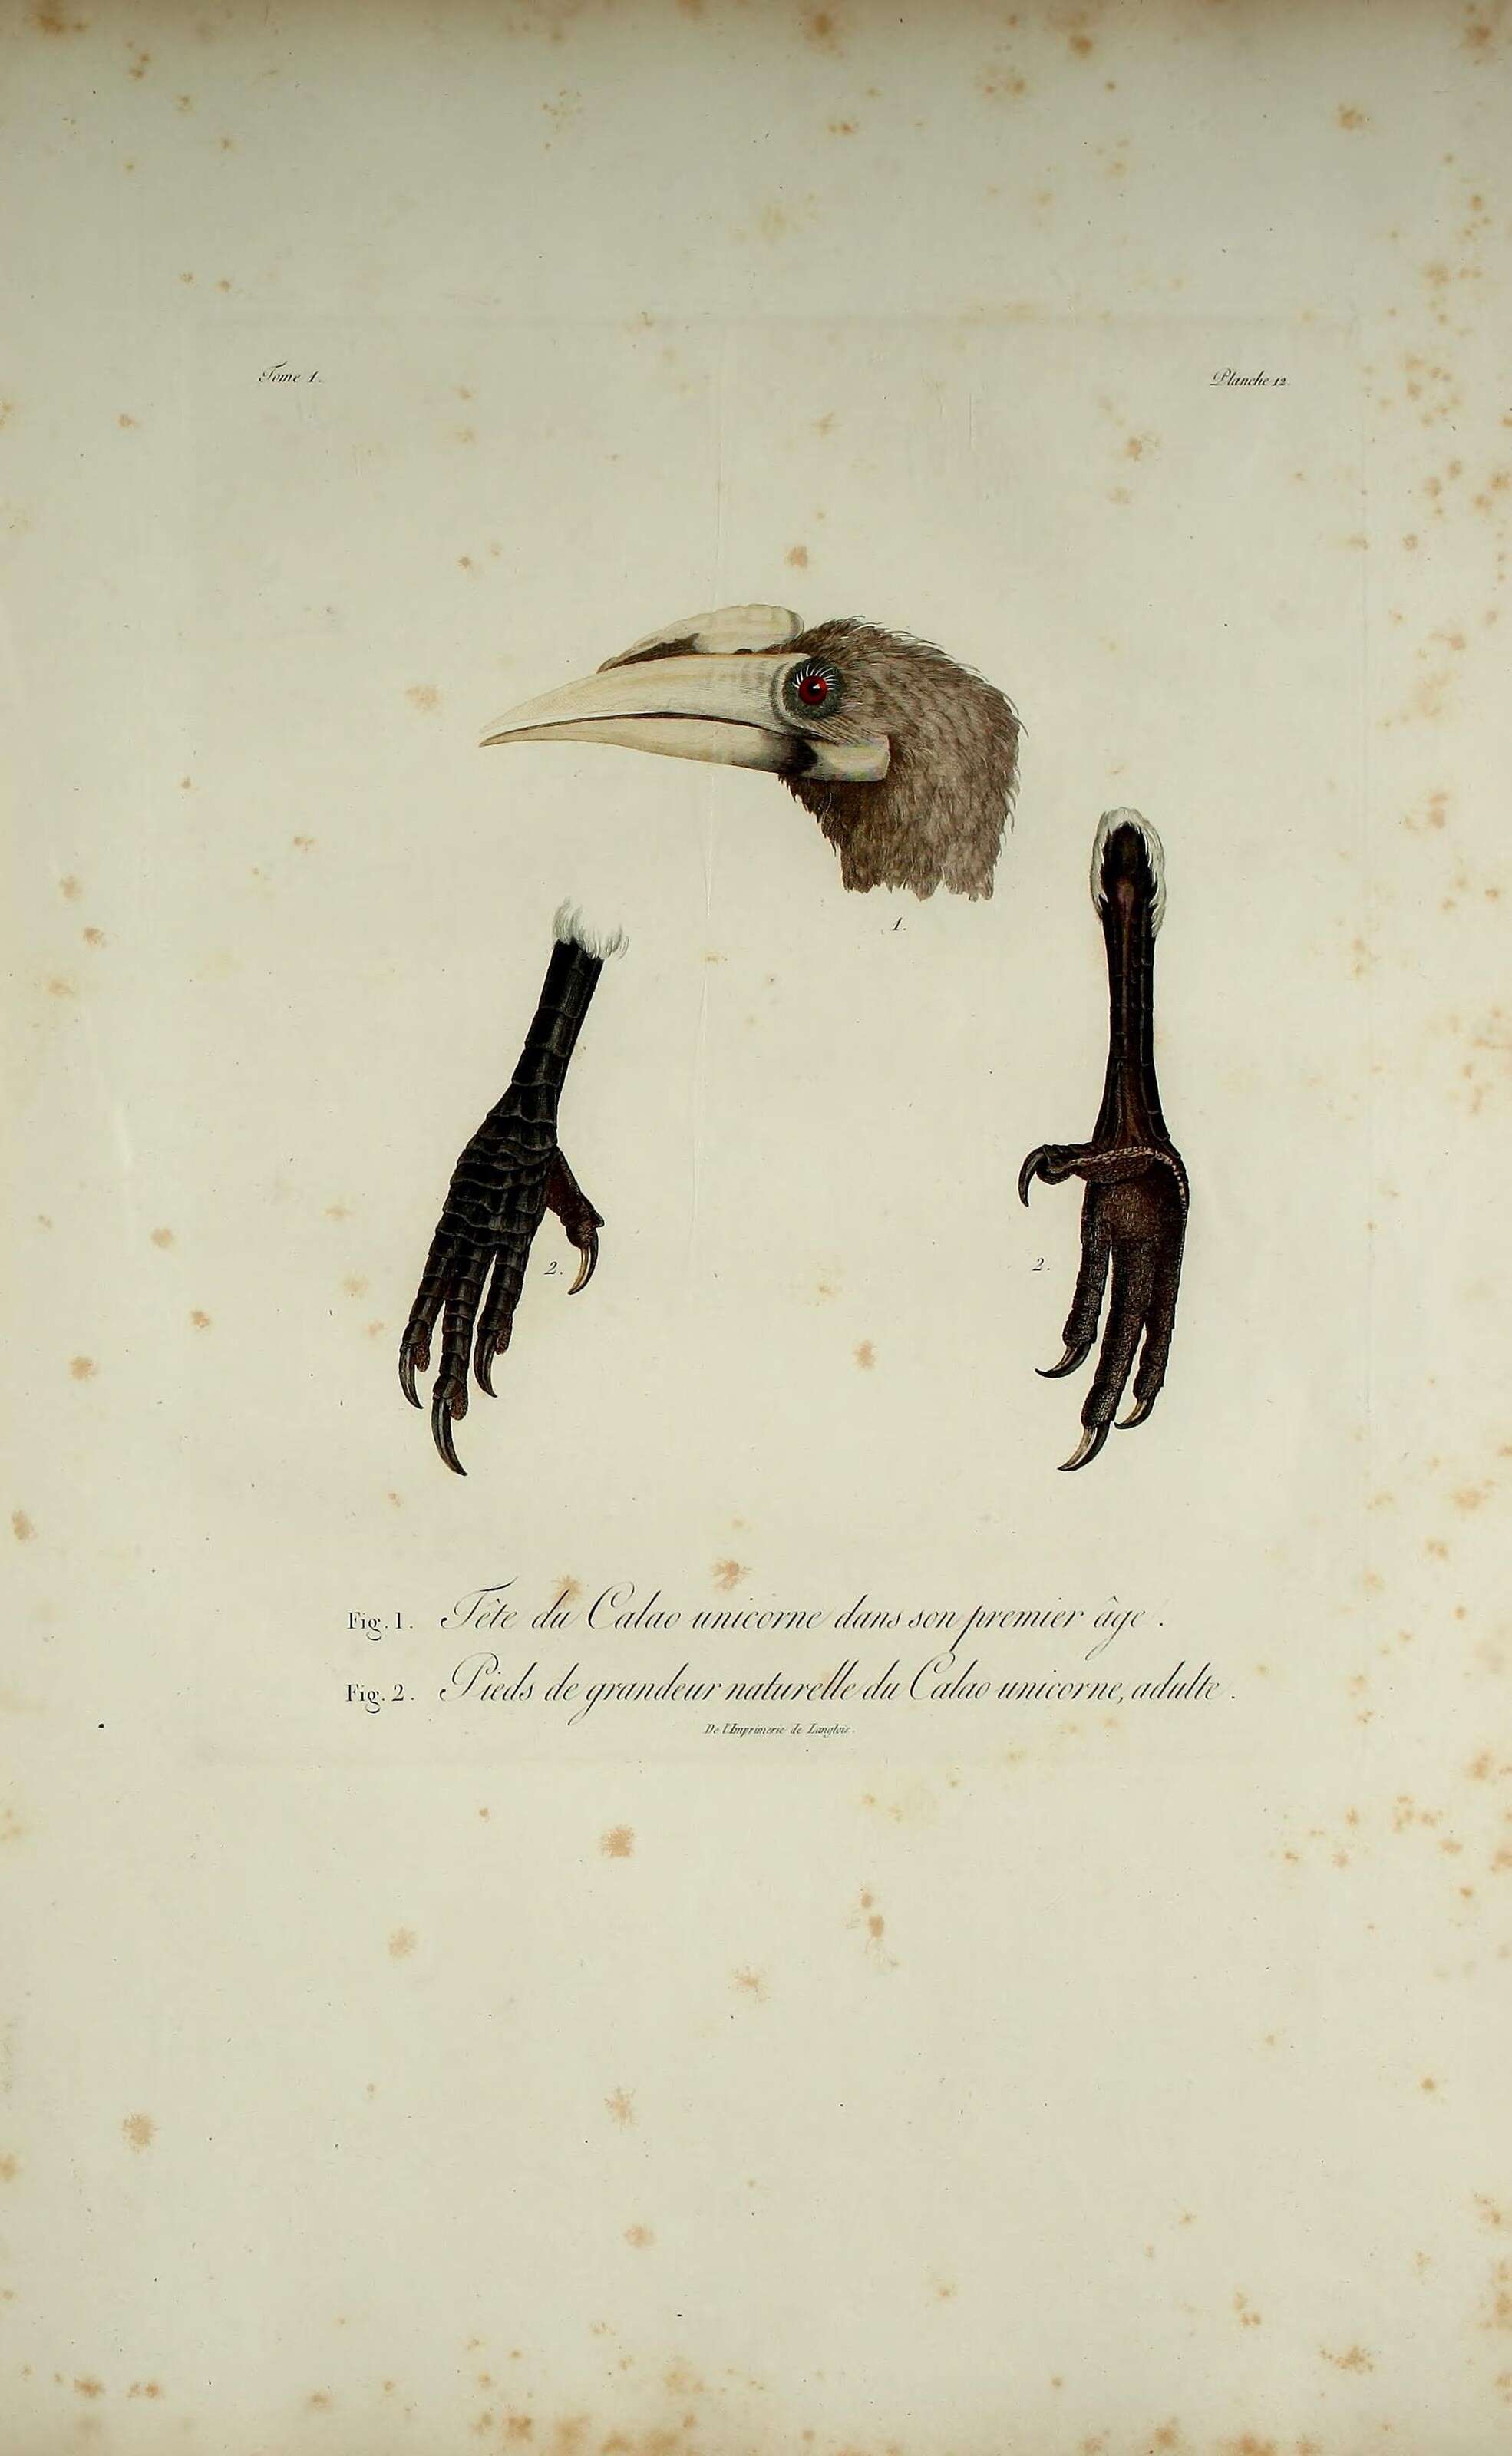 Tome 1.
Planche 12.
1.
2.
2.
Fig. 1. Tête du Calao unicorne dans son premier âge.
Fig. 2. Pieds de grandeur naturelle du Calao unicorne, adulte.
De l'Imprimerie de Langlois.